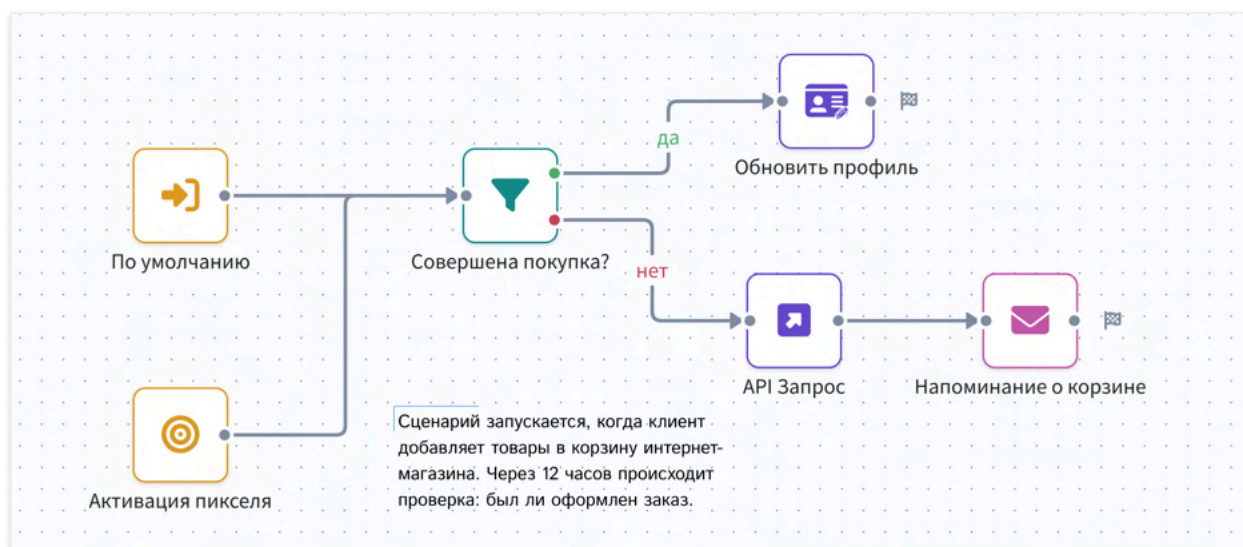 Обновить профиль
да
По умолчанию
Совершена покупка?
нет
API Запрос
Напоминание о корзине
Сценарий запускается, когда клиент
добавляет товары в корзину интернет-
магазина. Через 12 часов происходит
проверка: был ли оформлен заказ.
Активация пикселя